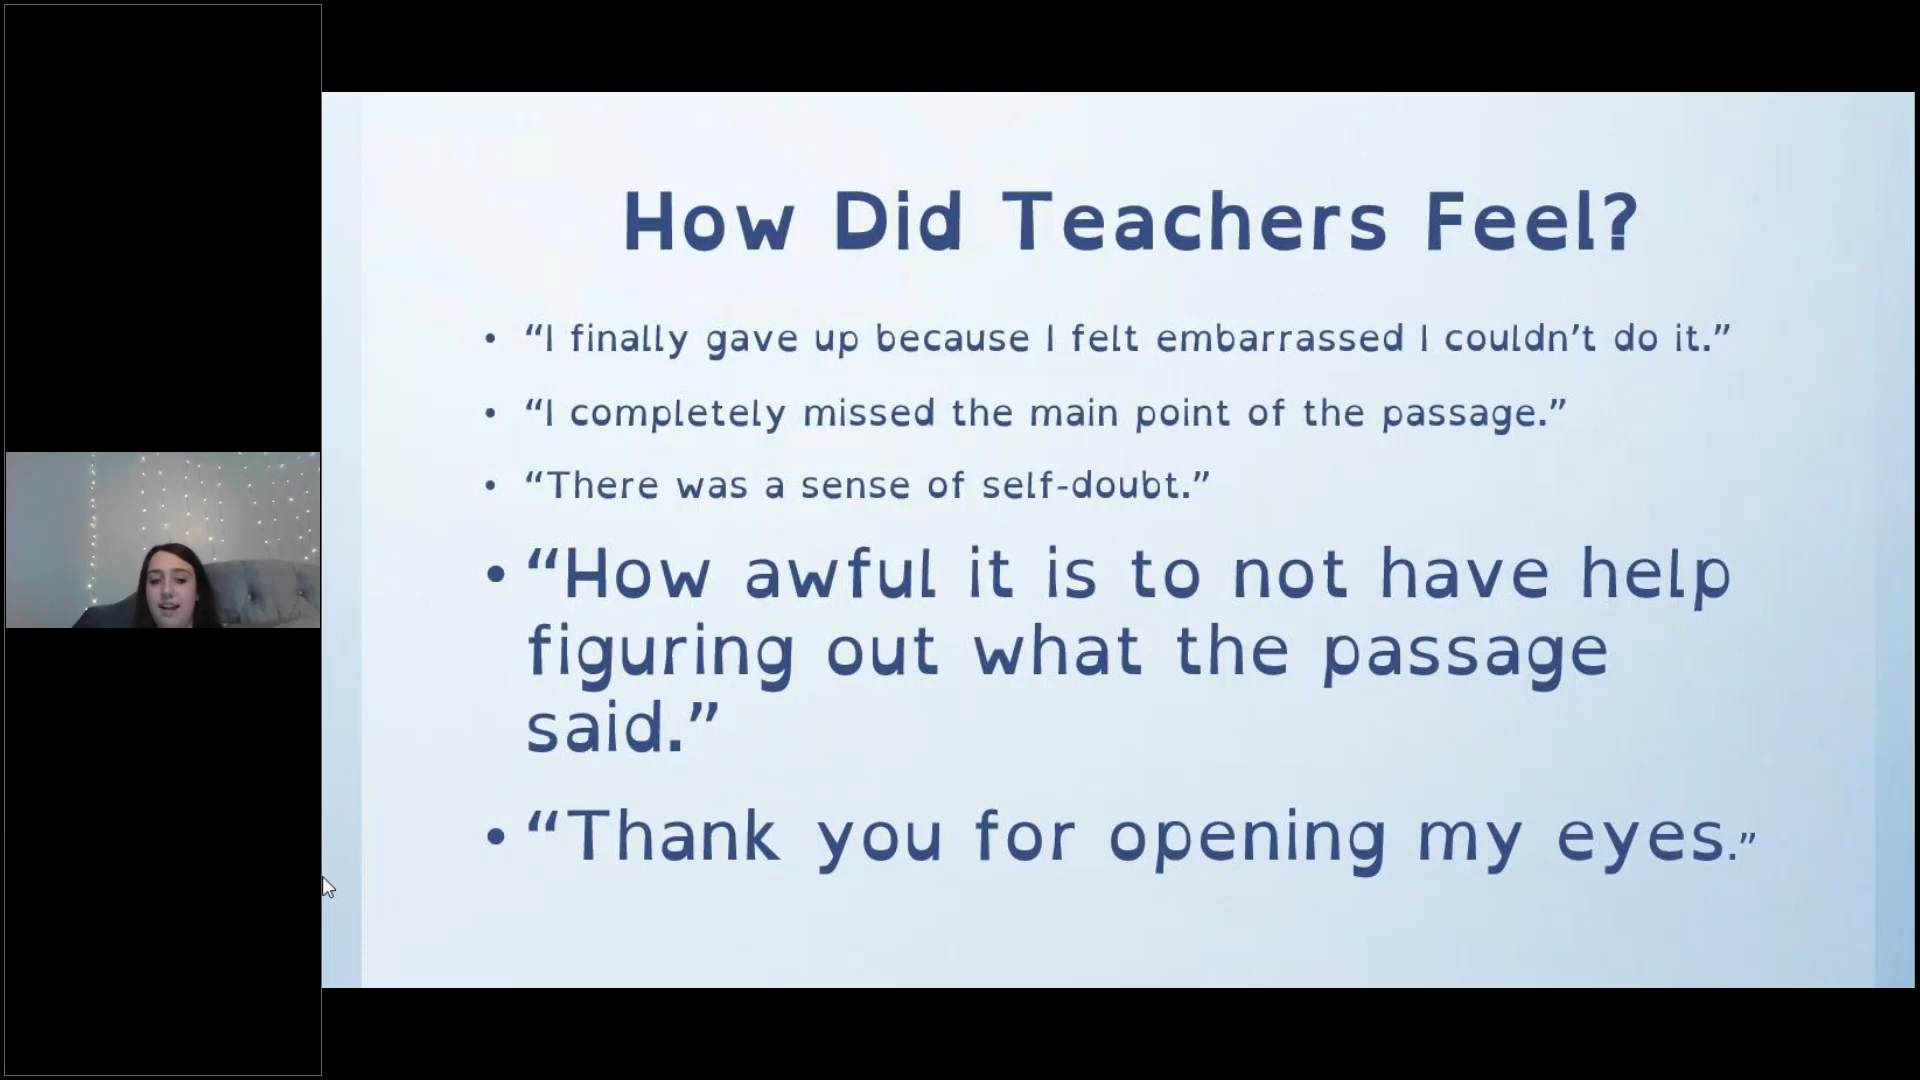 How Did Teachers Feel?
• “I finally gave up because I felt embarrassed I couldn’t do it.”
• “I completely missed the main point of the passage.”
• “There was a sense of self-doubt.”
• “How awful it is to not have help
figuring out what the passage
said.”
• “Thank you for opening my eyes.”